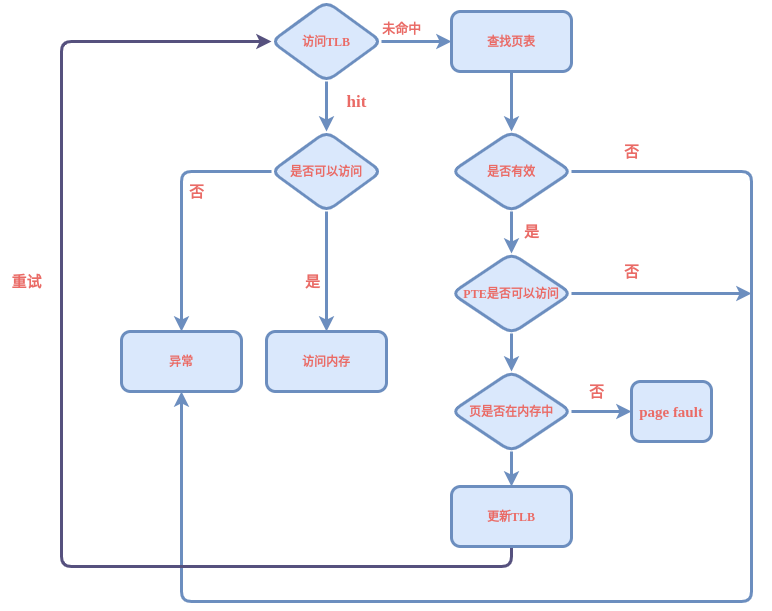 访问TLB
未命中
查找页表
hit
是否可以访问
否
是否有效
否
是
重试
是
PTE是否可以访问
否
异常
访问内存
页是否在内存中
否
page fault
更新TLB